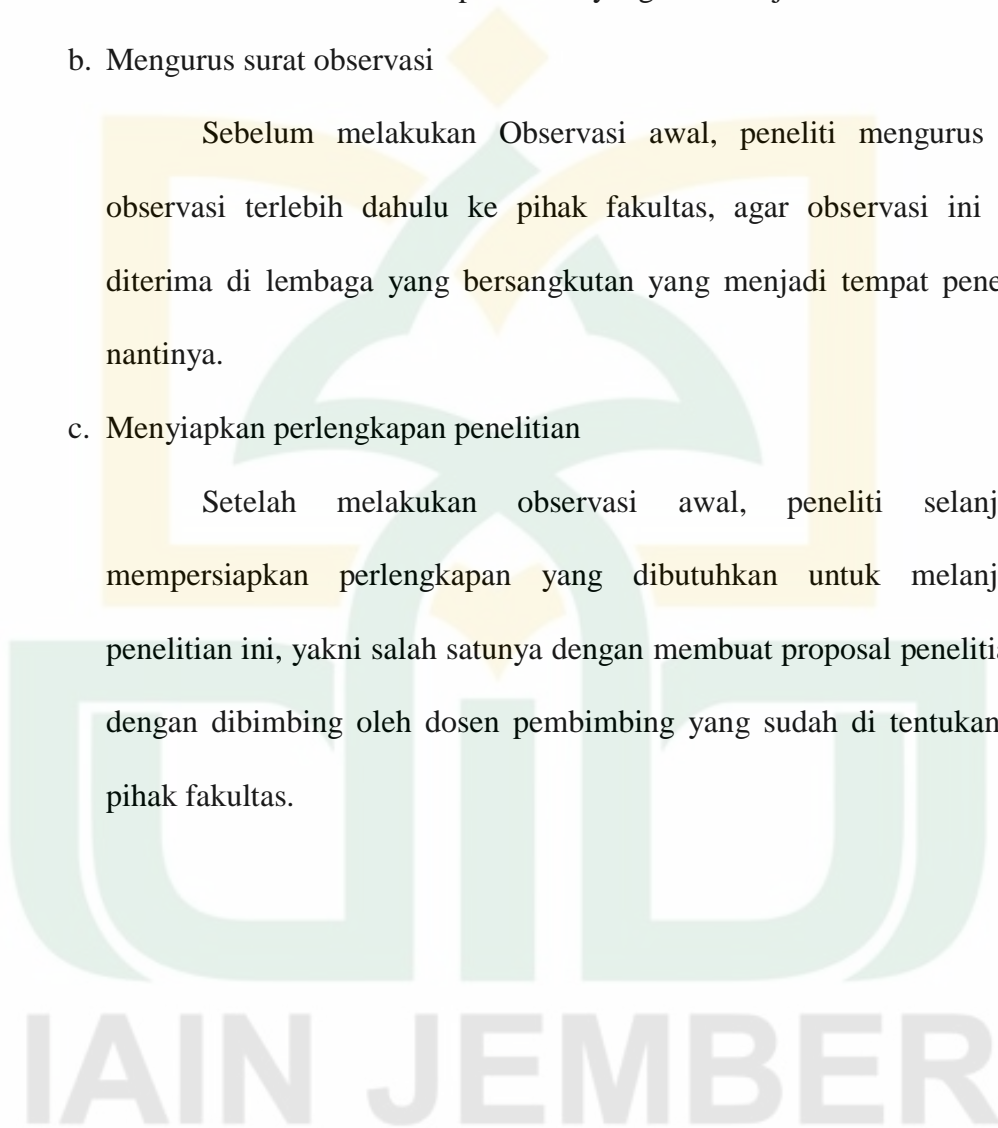 b. Mengurus surat observasi
Sebelum melakukan Observasi awal, peneliti mengurus
observasi terlebih dahulu ke pihak fakultas, agar observasi ini
diterima di lembaga yang bersangkutan yang menjadi tempat pene
nantinya.
c. Menyiapkan perlengkapan penelitian
Setelah melakukan observasi awal, peneliti selanj
mempersiapkan perlengkapan yang dibutuhkan untuk melanj
penelitian ini, yakni salah satunya dengan membuat proposal peneliti
dengan dibimbing oleh dosen pembimbing yang sudah di tentukan
pihak fakultas.
IAIN JEMBER